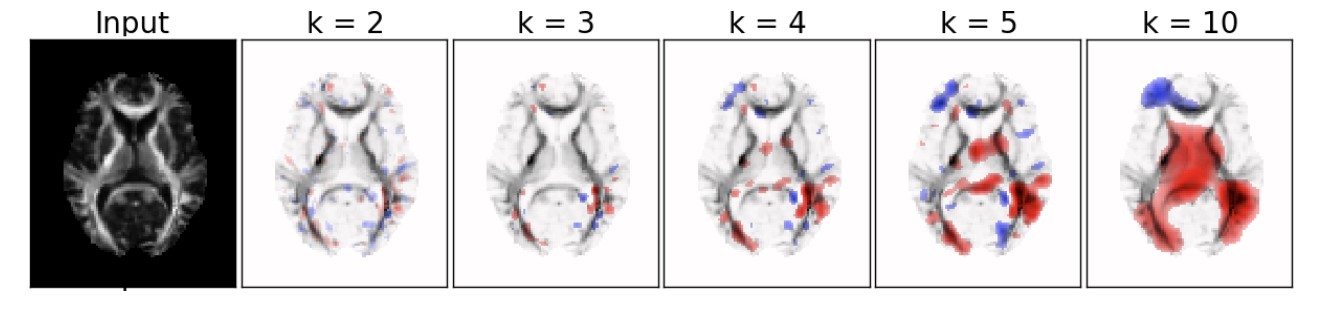 Input k = 2 k = 3 k = 4 k = 5 k = 10